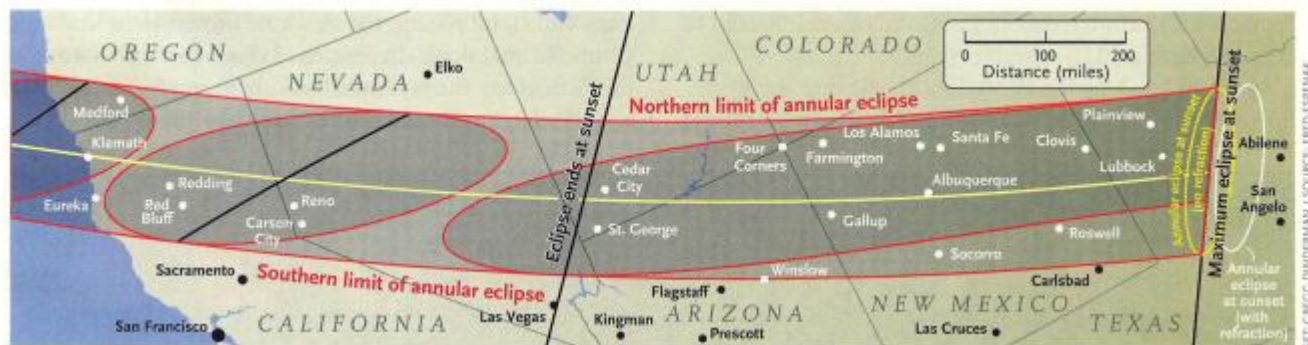 OREGON
NEVADA
Elko
UTAH
COLORADO
0 100 200
Distance (miles)
Northern limit of annular eclipse
Medford
Klamath
Eureka
Redding
Red
Bluff
Reno
Carson
City
Eclipse ends at sunset
Cedar
City
St. George
Four
Corners
Farmington
Los Alamos
Santa Fe
Albuquerque
Gallup
Clovis
Plainview
Lubbock
Roswell
Socorro
Winslow
Annular eclipse at sunset
(no refraction)
Maximum eclipse at sunset
Abilene
San
Angelo
Annular
eclipse
at sunset
(with
refraction)
Sacramento
San Francisco
Southern limit of annular eclipse
CALIFORNIA
Las Vegas
Kingman
Flagstaff
ARIZONA
Prescott
NEW MEXICO
Las Cruces
Carlsbad
TEXAS